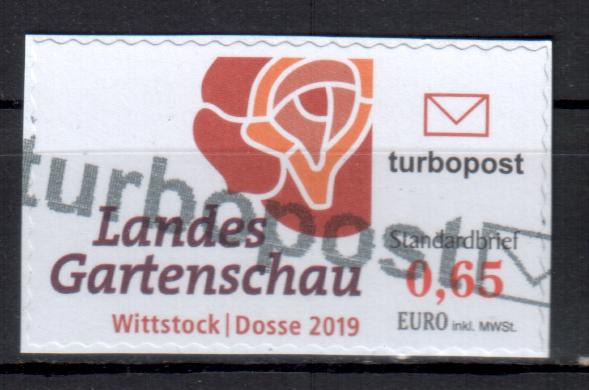 turbopost
turbopost
Landes
Gartenschau
Wittstock|Dosse 2019
Standardbrief
0,65
EURO inkl. MWSt.